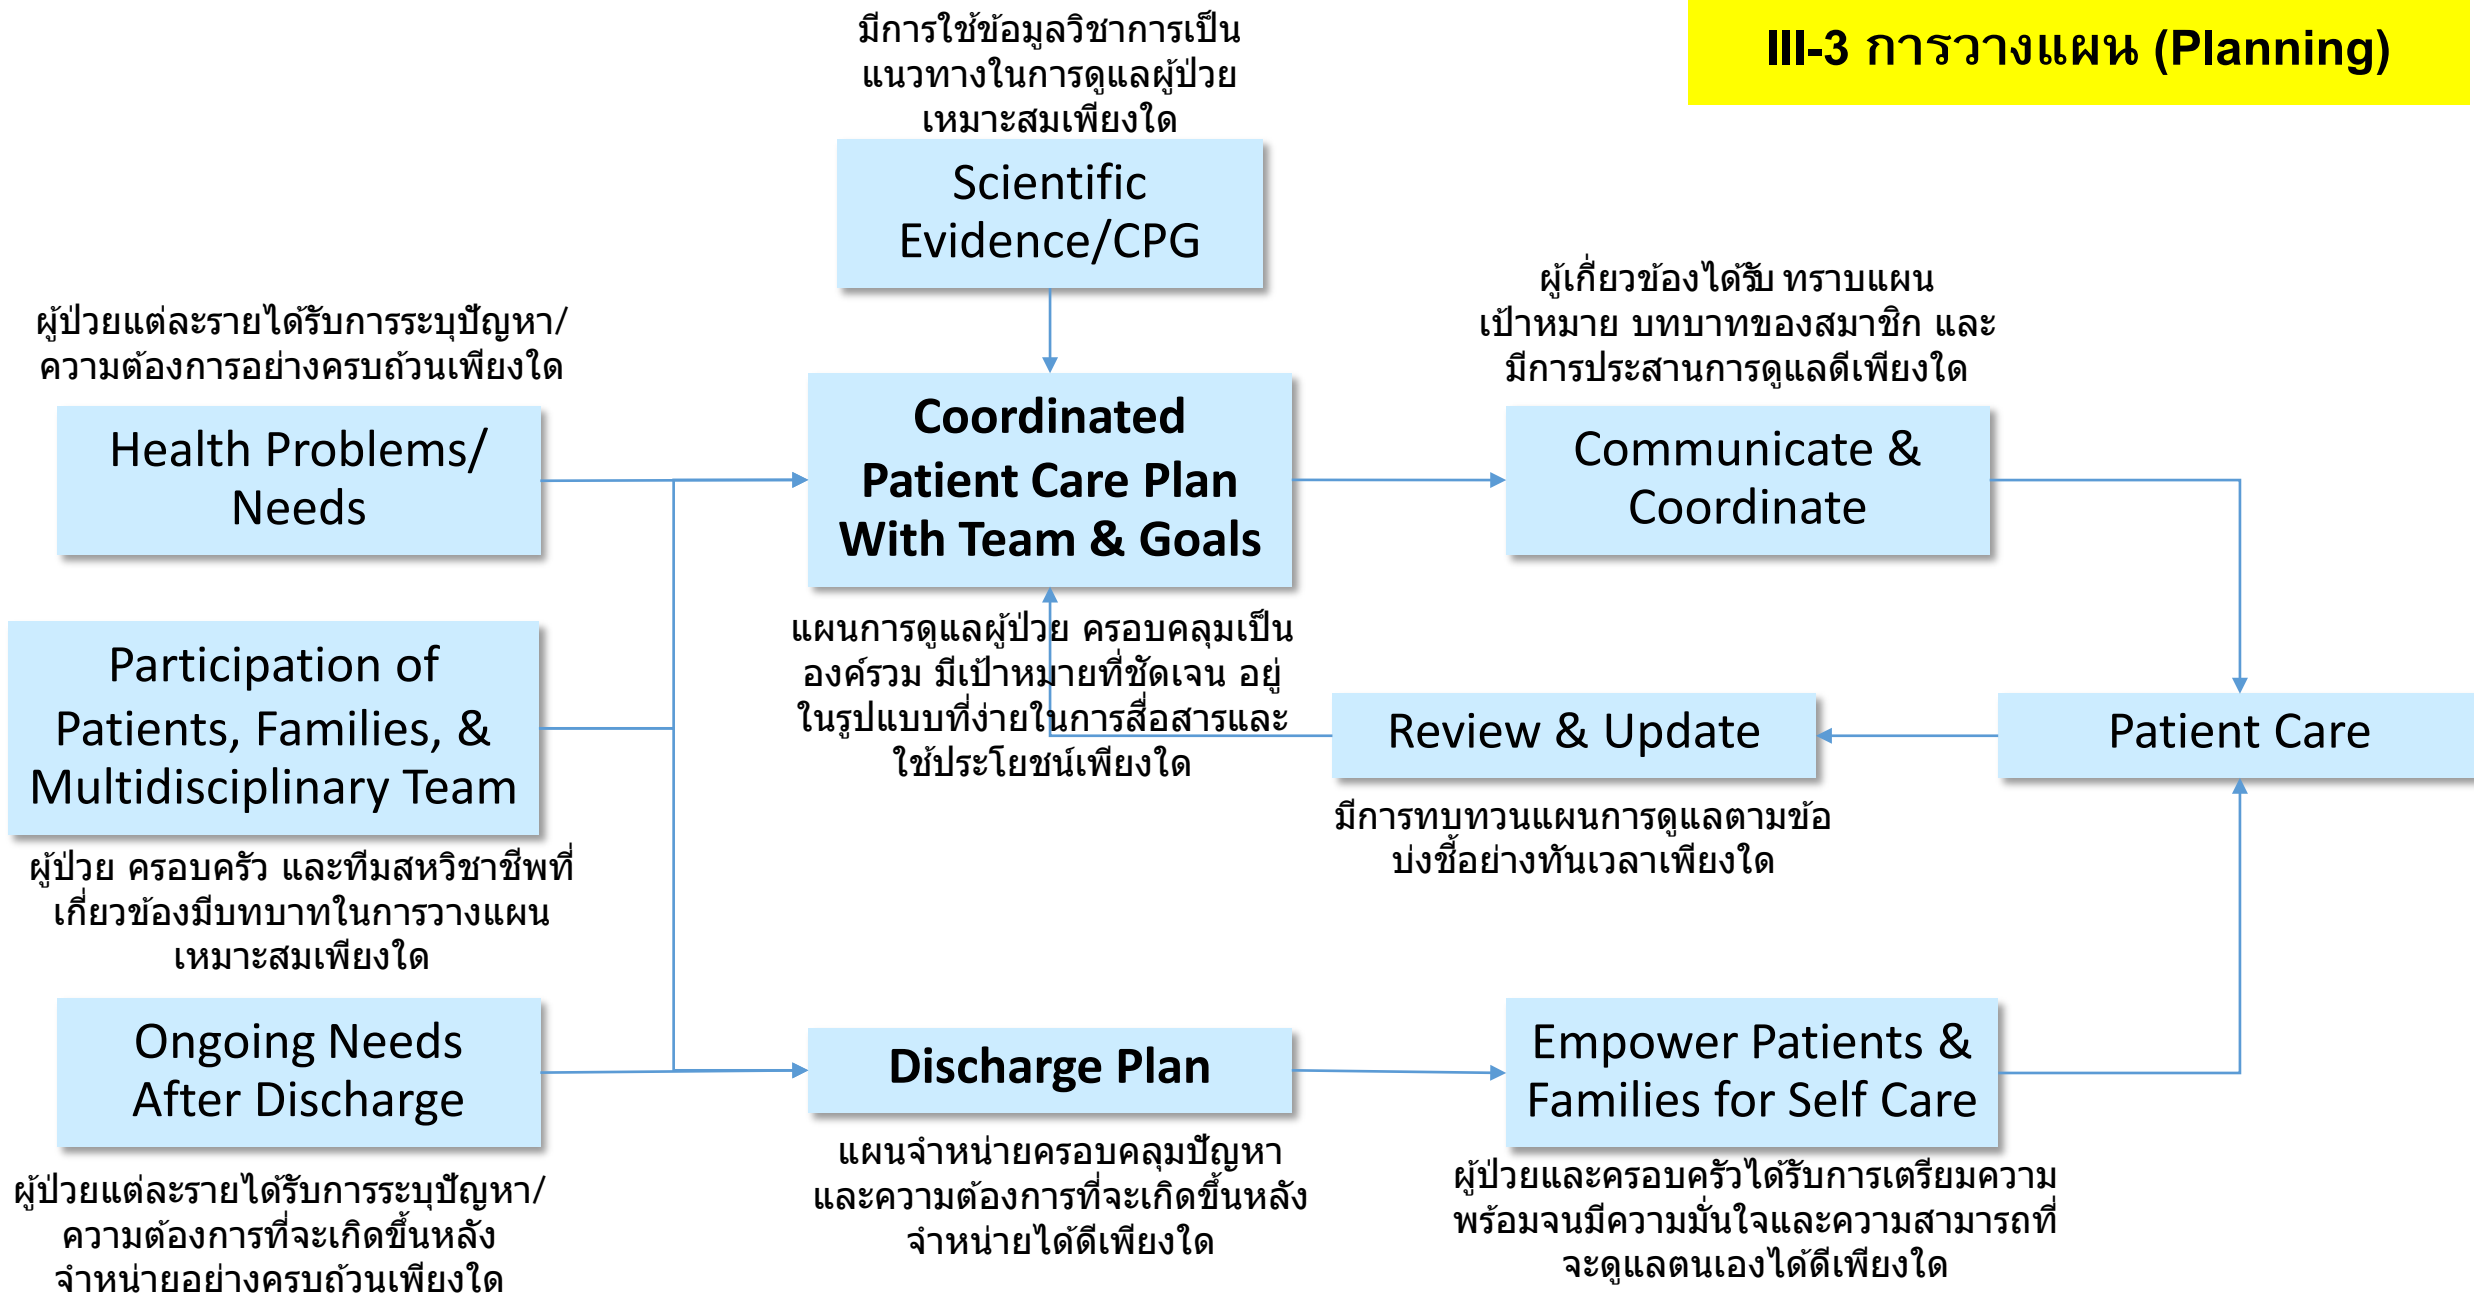 III-3 การวางแผน (Planning)
มีการใช้ข้อมูลวิชาการเป็น
แนวทางในการดูแลผู้ป่วย
เหมาะสมเพียงใด
Scientific
Evidence/CPG
ผู้ป่วยแต่ละรายได้รับการระบุปัญหา/
ความต้องการอย่างครบถ้วนเพียงใด
Health Problems/
Needs
Coordinated
Patient Care Plan
With Team & Goals
แผนการดูแลผู้ป่วย ครอบคลุมเป็น
องค์รวม มีเป้าหมายที่ชัดเจน อยู่
ในรูปแบบที่ง่ายในการสื่อสารและ
ใช้ประโยชน์เพียงใด
ผู้เกี่ยวข้องได้รับ ทราบแผน
เป้าหมาย บทบาทของสมาชิก และ
มีการประสานการดูแลดีเพียงใด
Communicate &
Coordinate
Participation of
Patients, Families, &
Multidisciplinary Team
ผู้ป่วย ครอบครัว และทีมสหวิชาชีพที่
เกี่ยวข้องมีบทบาทในการวางแผน
เหมาะสมเพียงใด
Review & Update
มีการทบทวนแผนการดูแลตามข้อ
บ่งชี้อย่างทันเวลาเพียงใด
Patient Care
Ongoing Needs
After Discharge
ผู้ป่วยแต่ละรายได้รับการระบุปัญหา/
ความต้องการที่จะเกิดขึ้นหลัง
จำหน่ายอย่างครบถ้วนเพียงใด
Discharge Plan
แผนจำหน่ายครอบคลุมปัญหา
และความต้องการที่จะเกิดขึ้นหลัง
จำหน่ายได้ดีเพียงใด
Empower Patients &
Families for Self Care
ผู้ป่วยและครอบครัวได้รับการเตรียมความ
พร้อมจนมีความมั่นใจและความสามารถที่
จะดูแลตนเองได้ดีเพียงใด